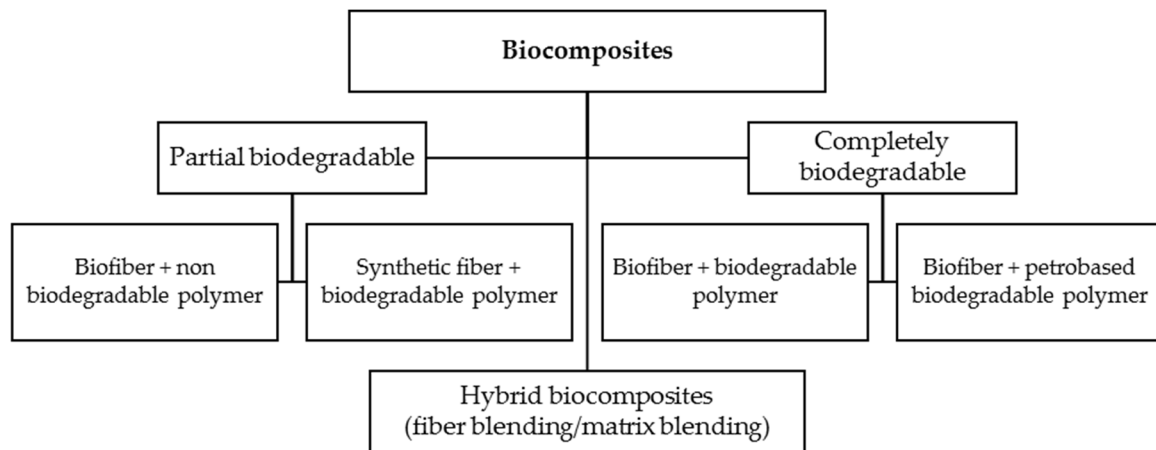 Biocomposites
Partial biodegradable
Completely
biodegradable
Biofiber + non
biodegradable polymer
Synthetic fiber +
biodegradable polymer
Biofiber + biodegradable
polymer
Biofiber + petrobased
biodegradable polymer
Hybrid biocomposites
(fiber blending/matrix blending)